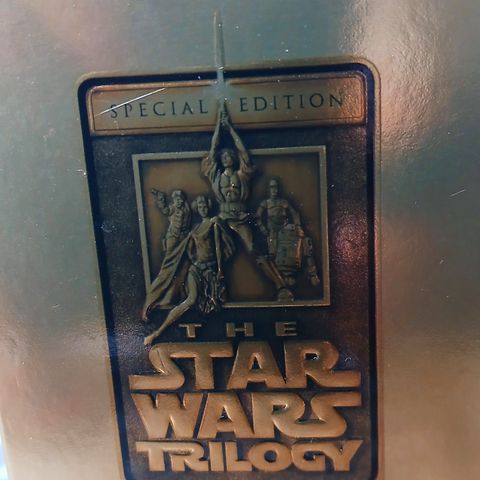 SPECIAL EDITION
THE
STAR
WARS
TRILOGY